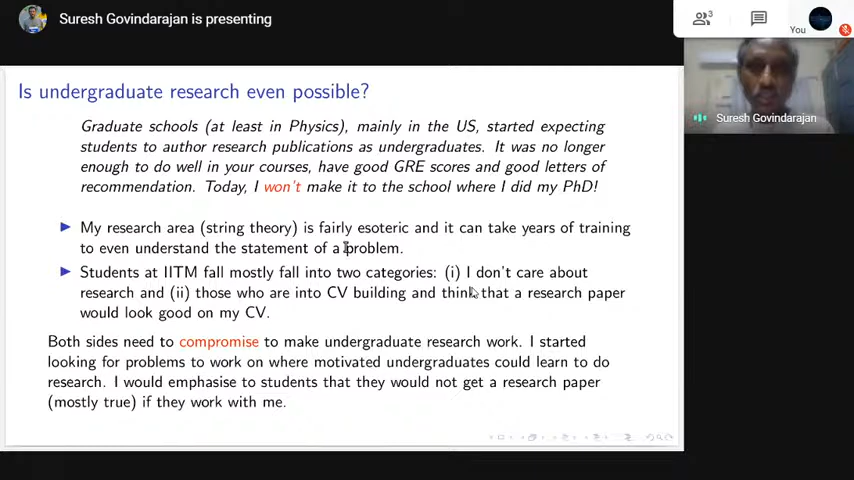 Suresh Govindarajan is presenting
3
You
Suresh Govindarajan
Is undergraduate research even possible?
Graduate schools (at least in Physics), mainly in the US, started expecting
students to author research publications as undergraduates. It was no longer
enough to do well in your courses, have good GRE scores and good letters of
recommendation. Today, I won't make it to the school where I did my PhD!
My research area (string theory) is fairly esoteric and it can take years of training
to even understand the statement of a problem.
Students at IITM fall mostly fall into two categories: (i) I don't care about
research and (ii) those who are into CV building and think that a research paper
would look good on my CV.
Both sides need to compromise to make undergraduate research work. I started
looking for problems to work on where motivated undergraduates could learn to do
research. I would emphasise to students that they would not get a research paper
(mostly true) if they work with me.